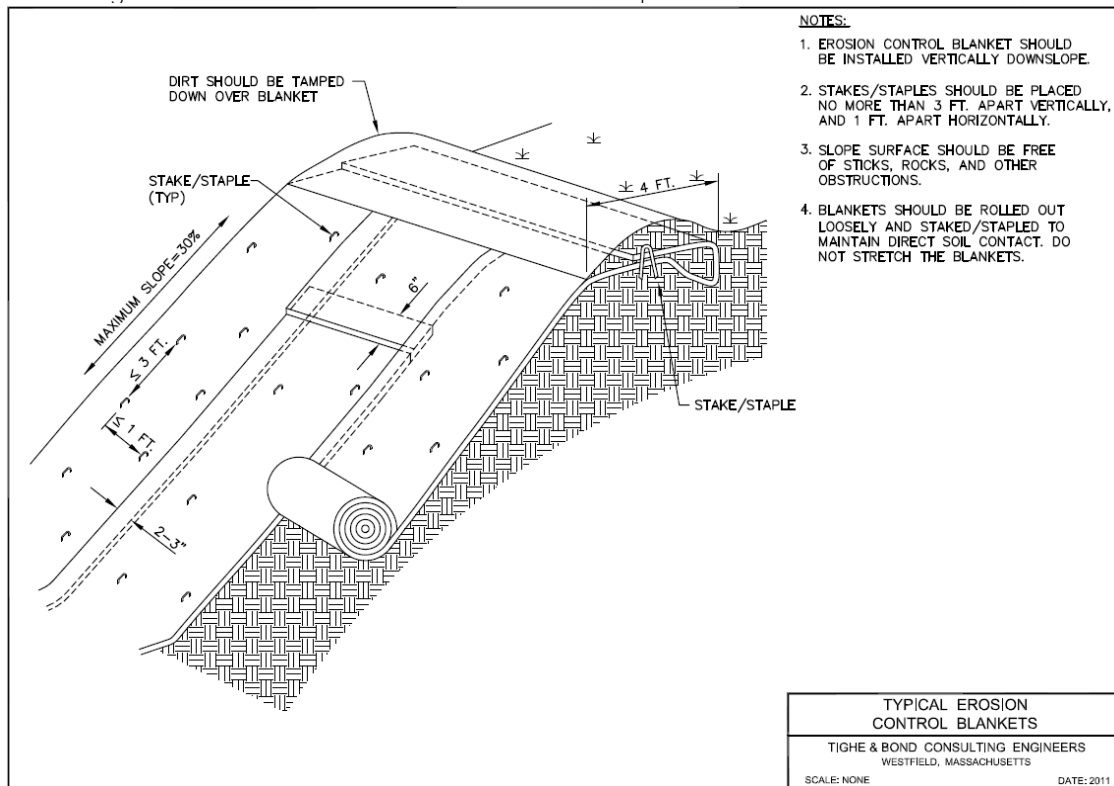 NOTES:
1. EROSION CONTROL BLANKET SHOULD
BE INSTALLED VERTICALLY DOWNSLOPE.
2. STAKES/STAPLES SHOULD BE PLACED
NO MORE THAN 3 FT. APART VERTICALLY,
AND 1 FT. APART HORIZONTALLY.
3. SLOPE SURFACE SHOULD BE FREE
OF STICKS, ROCKS, AND OTHER
OBSTRUCTIONS.
4. BLANKETS SHOULD BE ROLLED OUT
LOOSELY AND STAKED/STAPLED TO
MAINTAIN DIRECT SOIL CONTACT. DO
NOT STRETCH THE BLANKETS.
DIRT SHOULD BE TAMPED
DOWN OVER BLANKET
STAKE/STAPLE
(TYP)
4 FT.
MAXIMUM SLOPE=30%
6"
≤ 3 FT.
≤ 1 FT.
STAKE/STAPLE
2-3"
TYPICAL EROSION
CONTROL BLANKETS
TIGHE & BOND CONSULTING ENGINEERS
WESTFIELD, MASSACHUSETTS
SCALE: NONE DATE: 2011